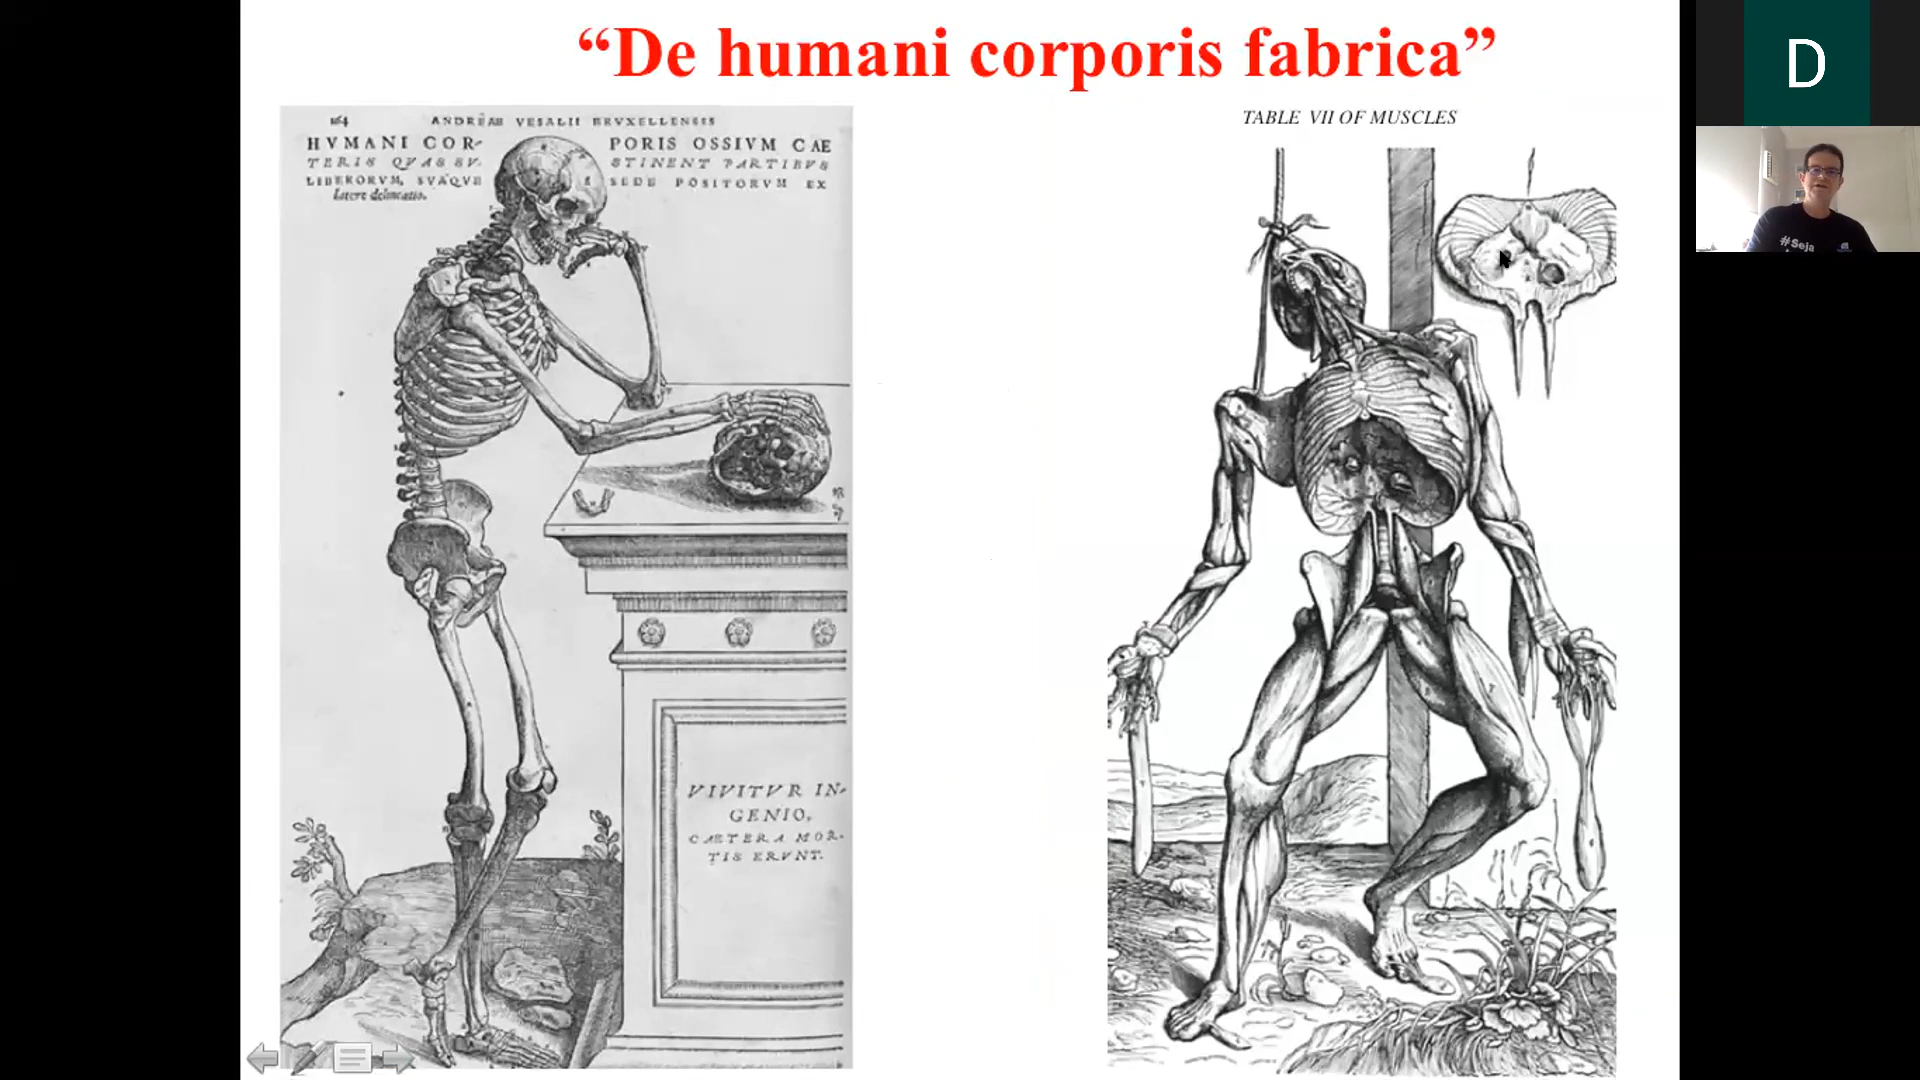 “De humani corporis fabrica”
164 ANDREAE VESALII BRVXELLENSIS
HVMANI COR- PORIS OSSIVM CAE
TERIS QVAS SV- STINENT PARTIBVS
LIBERORVM, SVAQVE SEDE POSITORVM EX
latere delineatio.
VIVITVR IN-
GENIO,
CAETERA MOR-
TIS ERVNT.
TABLE VII OF MUSCLES
D
#Seja